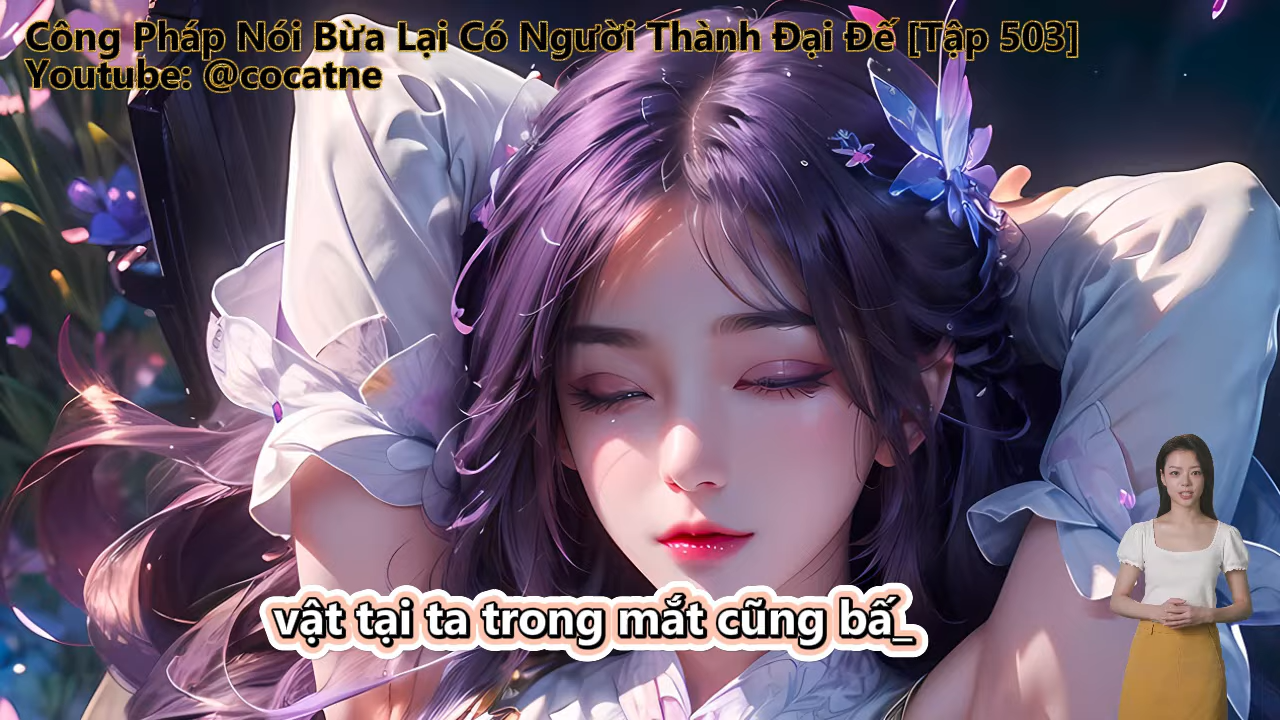 Công Pháp Nói Bừa Lại Có Người Thành Đại Đế [Tập 503]
Youtube: @cocatne
vật tại ta trong mắt cũng bấ_